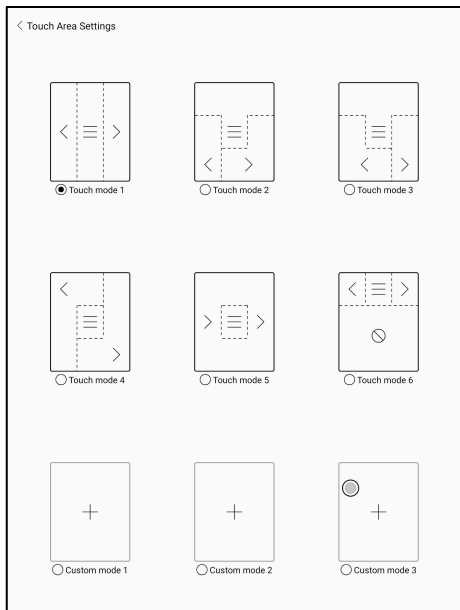 Touch Area Settings
Touch mode 1
Touch mode 2
Touch mode 3
Touch mode 4
Touch mode 5
Touch mode 6
Custom mode 1
Custom mode 2
Custom mode 3